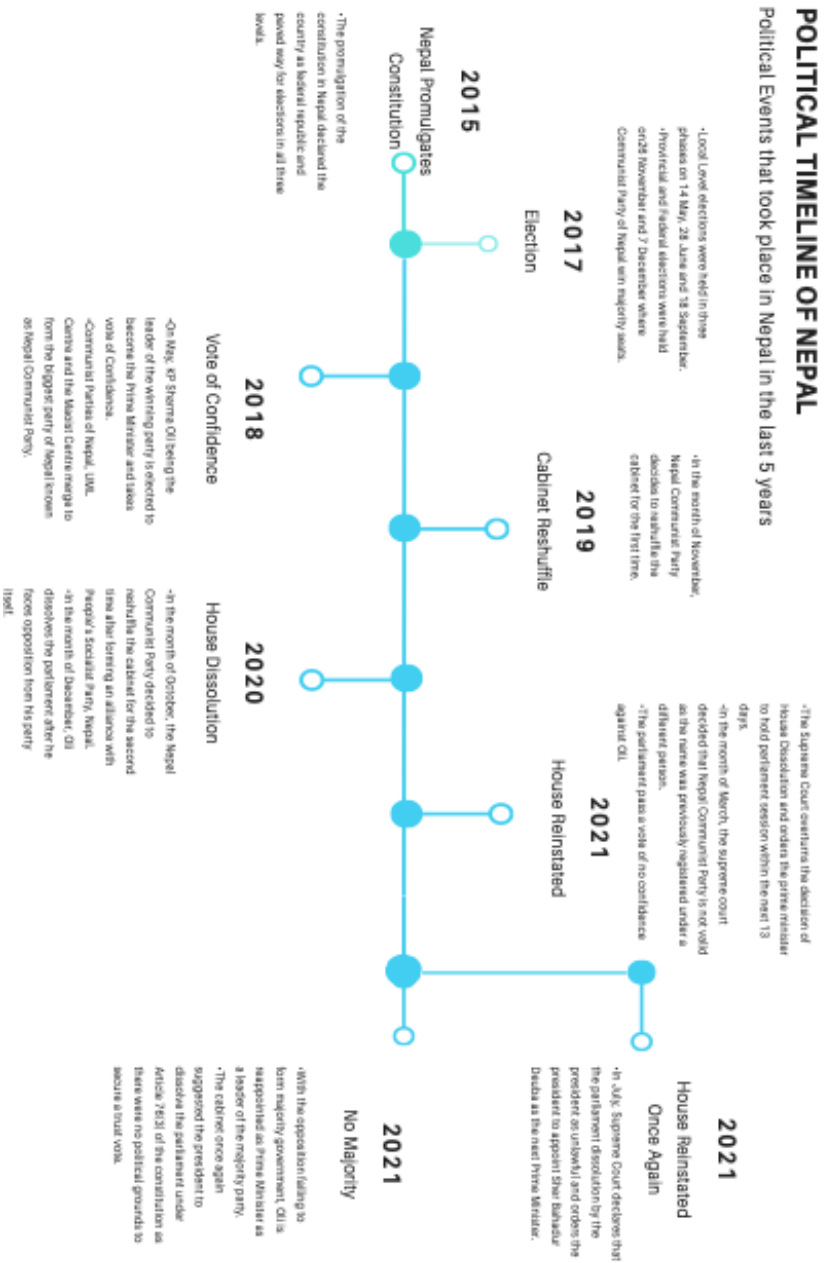 POLITICAL TIMELINE OF NEPAL
Political Events that took place in Nepal in the last 5 years
2015
Nepal Promulgates
Constitution
•The promulgation of the
constitution in Nepal declared the
country as federal republic and
paved way for elections in all three
levels.
•Local Level elections were held in three
phases on 14 May, 28 June and 18 September.
•Provincial and Federal elections were held
on26 November and 7 December where
Communist Party of Nepal win majority seats.
2017
Election
2018
Vote of Confidence
•On May, KP Sharma Oli being the
leader of the winning party is elected to
become the Prime Minister and takes
vote of Confidence.
•Communist Parties of Nepal, UML
Centre and the Maoist Centre merge to
form the biggest party of Nepal known
as Nepal Communist Party.
•In the month of November,
Nepal Communist Party
decides to reshuffle the
cabinet for the first time.
2019
Cabinet Reshuffle
2020
House Dissolution
•In the month of October, the Nepal
Communist Party decided to
reshuffle the cabinet for the second
time after forming an alliance with
People's Socialist Party, Nepal.
•In the month of December, Oli
dissolves the parliament after he
faces opposition from his party
itself.
•The Supreme Court overturns the decision of
House Dissolution and orders the prime minister
to hold parliament session within the next 13
days.
•In the month of March, the supreme court
decided that Nepal Communist Party is not valid
as the name was previously registered under a
different person.
•The parliament pass a vote of no confidence
against Oli.
2021
House Reinstated
2021
No Majority
•With the opposition failing to
form majority government, Oli is
reappointed as Prime Minister as
a leader of the majority party.
•The cabinet once again
suggested the president to
dissolve the parliament under
Article 76(3) of the constitution as
there were no political grounds to
secure a trust vote.
2021
House Reinstated
Once Again
•In July, Supreme Court declares that
the parliament dissolution by the
president as unlawful and orders the
president to appoint Sher Bahadur
Deuba as the next Prime Minister.